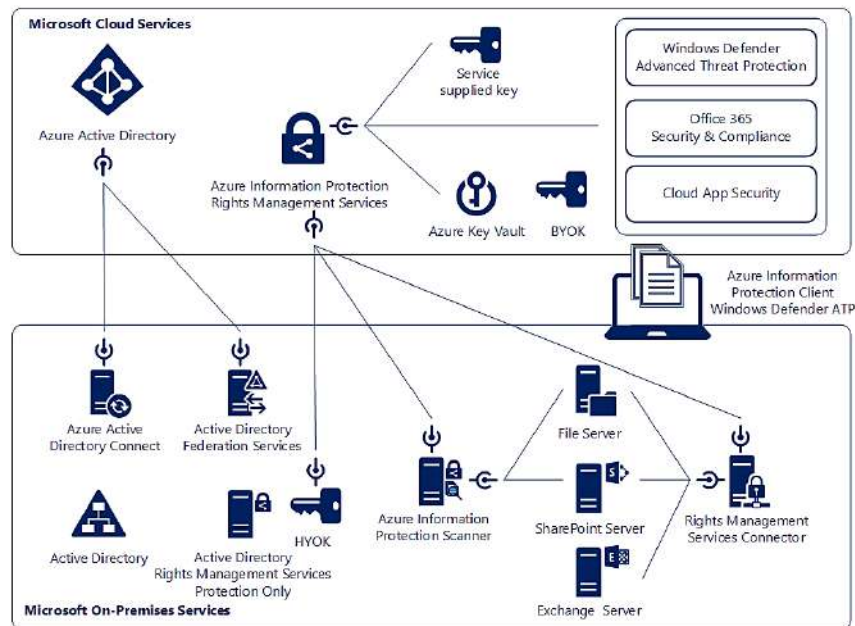 Microsoft Cloud Services
Azure Active Directory
Service
supplied key
Windows Defender
Advanced Threat Protection
Office 365
Security & Compliance
Cloud App Security
Azure Information Protection
Rights Management Services
Azure Key Vault
BYOK
Azure Information
Protection Client
Windows Defender ATP
Azure Active
Directory Connect
Active Directory
Federation Services
File Server
HYOK
Azure Information
Protection Scanner
S
SharePoint Server
Rights Management
Services Connector
Active Directory
Active Directory
Rights Management Services
Protection Only
E
Exchange Server
Microsoft On-Premises Services